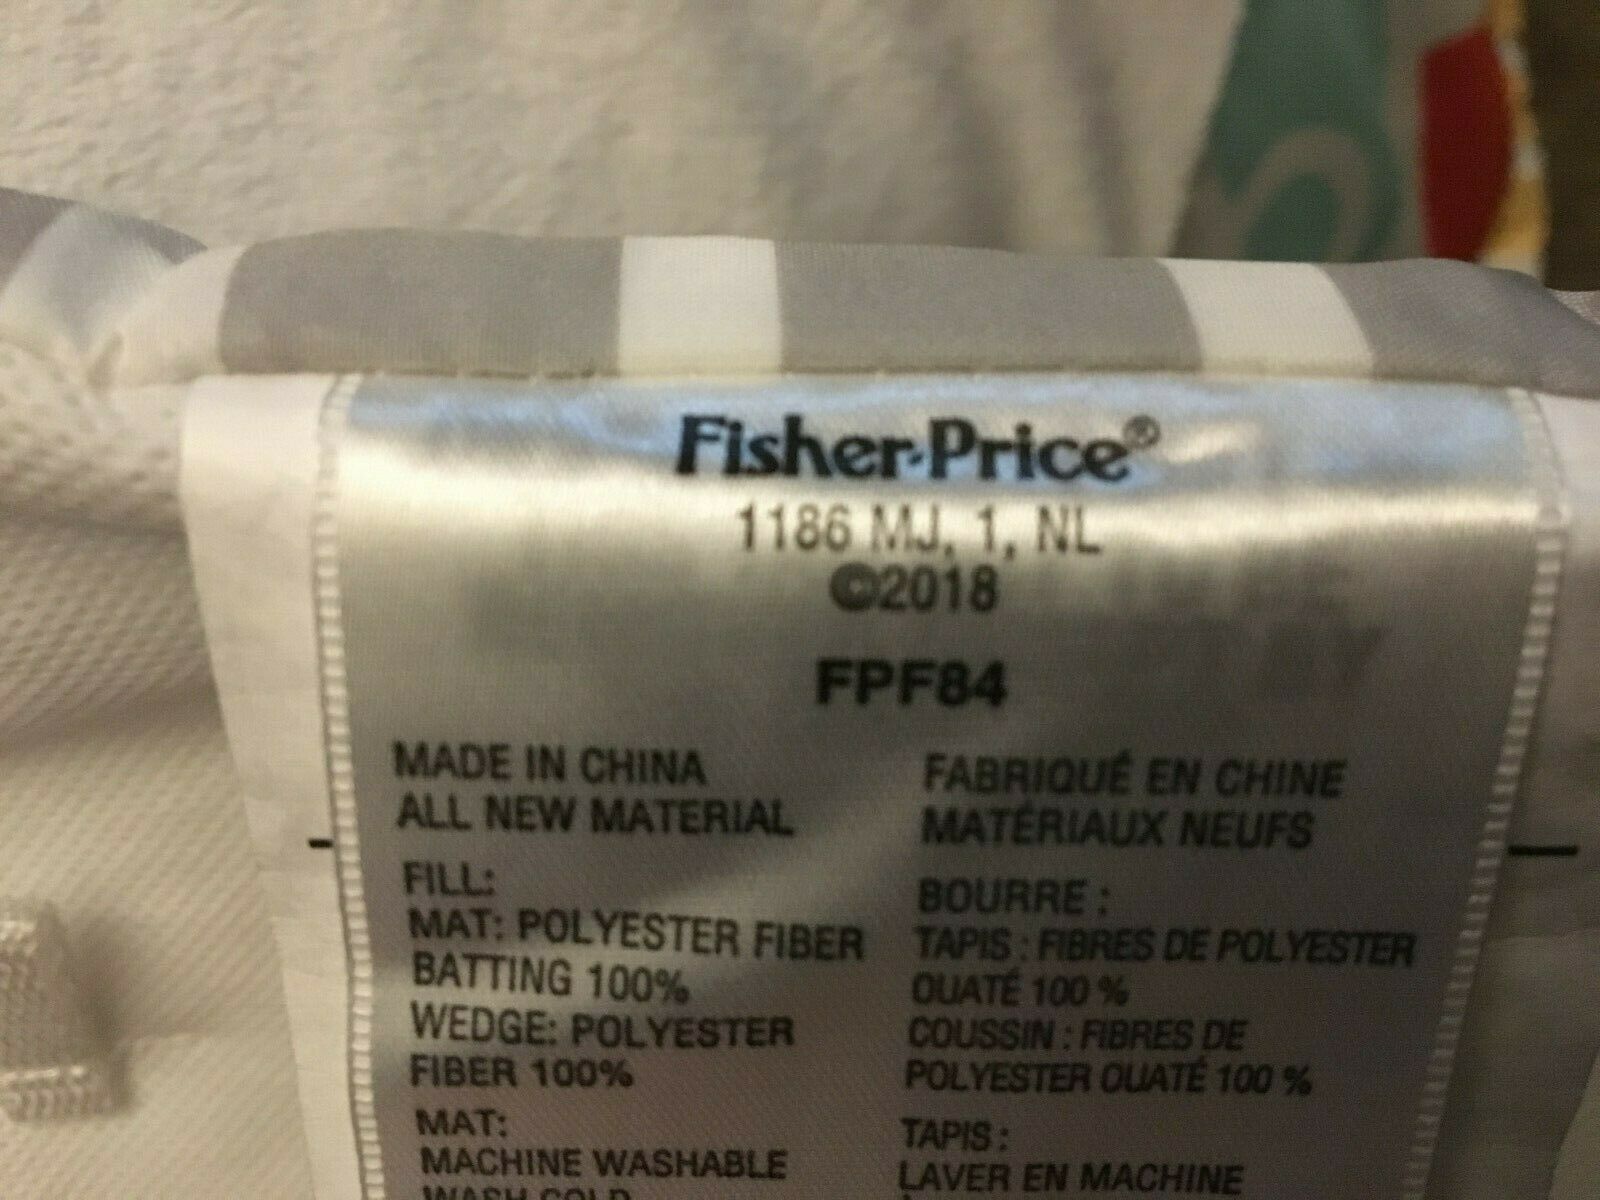 Fisher-Price®
1186 MJ, 1, NL
©2018
FPF84
MADE IN CHINA
ALL NEW MATERIAL
FILL:
MAT: POLYESTER FIBER
BATTING 100%
WEDGE: POLYESTER
FIBER 100%
MAT:
MACHINE WASHABLE
WASH COLD
FABRIQUÉ EN CHINE
MATÉRIAUX NEUFS
BOURRE :
TAPIS : FIBRES DE POLYESTER
OUATÉ 100 %
COUSSIN : FIBRES DE
POLYESTER OUATÉ 100 %
TAPIS :
LAVER EN MACHINE